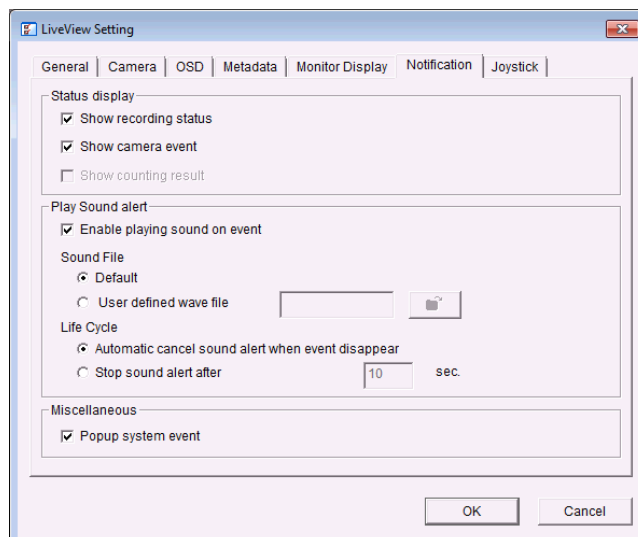 LiveView Setting
General Camera OSD Metadata Monitor Display Notification Joystick
Status display
Show recording status
Show camera event
Show counting result
Play Sound alert
Enable playing sound on event
Sound File
Default
User defined wave file
Life Cycle
Automatic cancel sound alert when event disappear
Stop sound alert after 10 sec.
Miscellaneous
Popup system event
OK Cancel